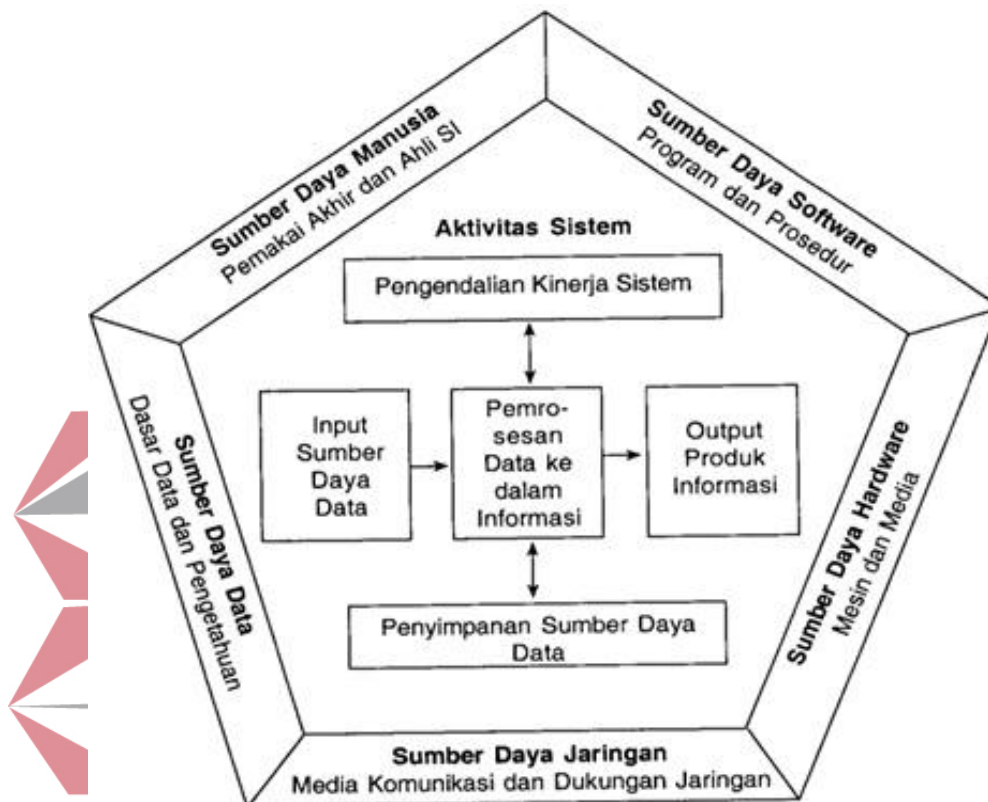 Sumber Daya Manusia
Pemakai Akhir dan Ahli SI
Sumber Daya Software
Program dan Prosedur
Aktivitas Sistem
Pengendalian Kinerja Sistem
Input
Sumber
Daya
Data
Pemro-
sesan
Data ke
dalam
Informasi
Output
Produk
Informasi
Penyimpanan Sumber Daya
Data
Sumber Daya Data
Dasar Data dan Pengetahuan
Sumber Daya Hardware
Mesin dan Media
Sumber Daya Jaringan
Media Komunikasi dan Dukungan Jaringan